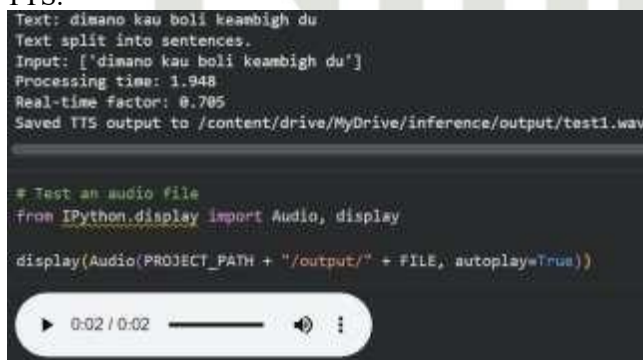 TTS.
Text: dimano kau boli keambigh du
Text split into sentences.
Input: ['dimano kau boli keambigh du']
Processing time: 1.948
Real-time factor: 0.705
Saved TTS output to /content/drive/MyDrive/inference/output/test1.wav
# Test an audio file
from IPython.display import Audio, display
display(Audio(PROJECT_PATH + "/output/" + FILE, autoplay=True))
0:02 / 0:02